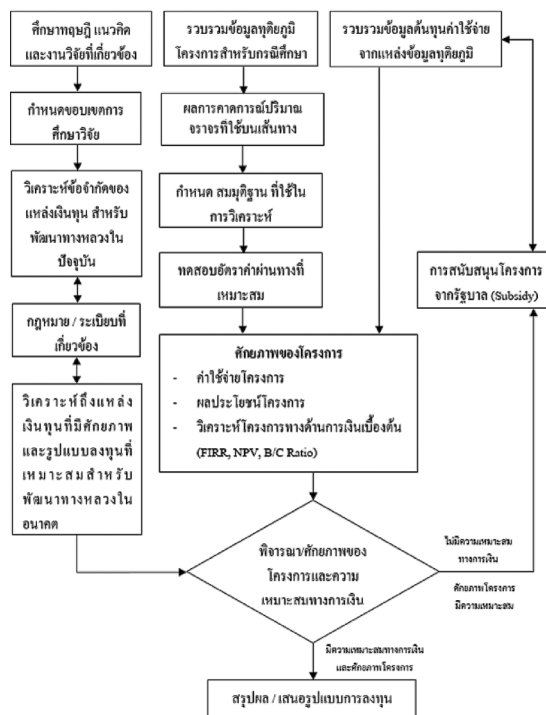 ศึกษาทฤษฎี แนวคิด
และงานวิจัยที่เกี่ยวข้อง
กำหนดขอบเขตการ
ศึกษาวิจัย
วิเคราะห์ข้อจำกัดของ
แหล่งเงินทุน สำหรับ
พัฒนาทางหลวงใน
ปัจจุบัน
กฎหมาย / ระเบียบที่
เกี่ยวข้อง
วิเคราะห์ถึงแหล่ง
เงินทุนที่มีศักยภาพ
และรูปแบบลงทุนที่
เหมาะสมสำหรับ
พัฒนาทางหลวงใน
อนาคต
รวบรวมข้อมูลทุติยภูมิ
โครงการสำหรับกรณีศึกษา
ผลการคาดการณ์ปริมาณ
จราจรที่ใช้บนเส้นทาง
กำหนด สมมุติฐาน ที่ใช้ใน
การวิเคราะห์
ทดสอบอัตราค่าผ่านทางที่
เหมาะสม
รวบรวมข้อมูลต้นทุนค่าใช้จ่าย
จากแหล่งข้อมูลทุติยภูมิ
การสนับสนุนโครงการ
จากรัฐบาล (Subsidy)
ศักยภาพของโครงการ
- ค่าใช้จ่ายโครงการ
- ผลประโยชน์โครงการ
- วิเคราะห์โครงการทางด้านการเงินเบื้องต้น
(FIRR, NPV, B/C Ratio)
พิจารณา/ศักยภาพของ
โครงการและความ
เหมาะสมทางการเงิน
ไม่มีความเหมาะสม
ทางการเงิน
ศักยภาพโครงการ
มีความเหมาะสม
มีความเหมาะสมทางการเงิน
และศักยภาพโครงการ
สรุปผล / เสนอรูปแบบการลงทุน